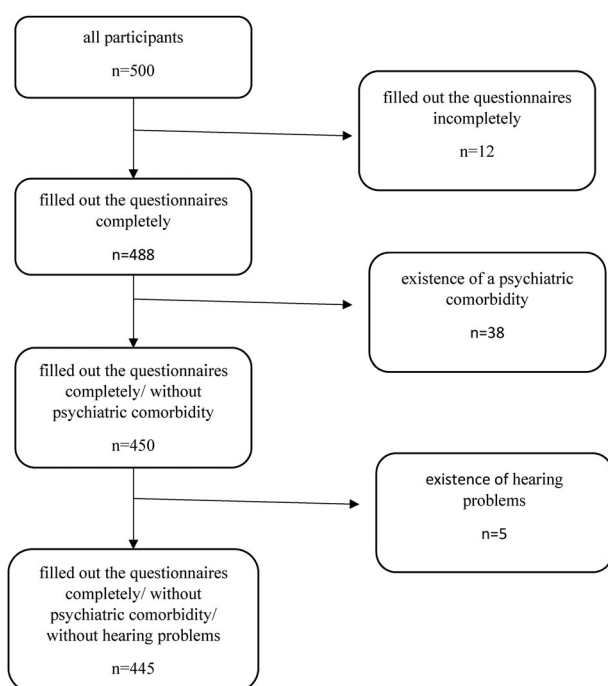 all participants
n=500
filled out the questionnaires
incompletely
n=12
filled out the questionnaires
completely
n=488
existence of a psychiatric
comorbidity
n=38
filled out the questionnaires
completely/ without
psychiatric comorbidity
n=450
existence of hearing
problems
n=5
filled out the questionnaires
completely/ without
psychiatric comorbidity/
without hearing problems
n=445